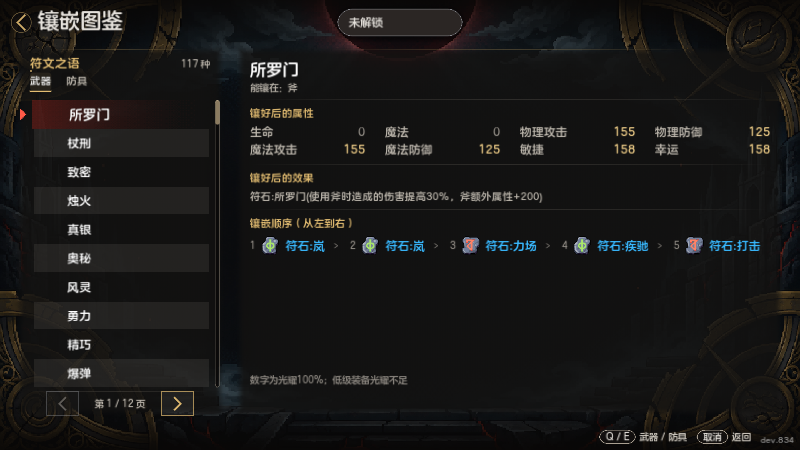 镶嵌图鉴
未解锁
符文之语 117种
武器 防具
所罗门
杖刑
致密
烛火
真银
奥秘
风灵
勇力
精巧
爆弹
第1/12页
所罗门
能镶在：斧
镶好后的属性
生命 0 魔法 0 物理攻击 155 物理防御 125
魔法攻击 155 魔法防御 125 敏捷 158 幸运 158
镶好后的效果
符石:所罗门(使用斧时造成的伤害提高30%，斧额外属性+200)
镶嵌顺序（从左到右）
1 符石:岚 > 2 符石:岚 > 3 符石:力场 > 4 符石:疾驰 > 5 符石:打击
数字为光耀100%；低级装备光耀不足
Q / E 武器 / 防具 取消 返回 dev.834